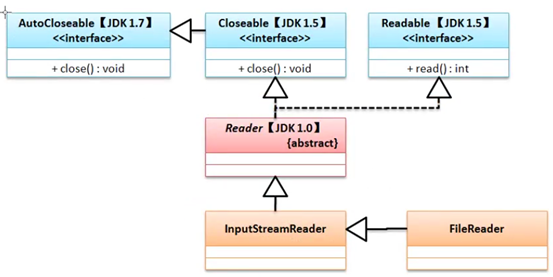 AutoCloseable【JDK 1.7】
<<interface>>
+ close() : void
Closeable【JDK 1.5】
<<interface>>
+ close() : void
Readable【JDK 1.5】
<<interface>>
+ read() : int
Reader【JDK 1.0】
{abstract}
InputStreamReader
FileReader